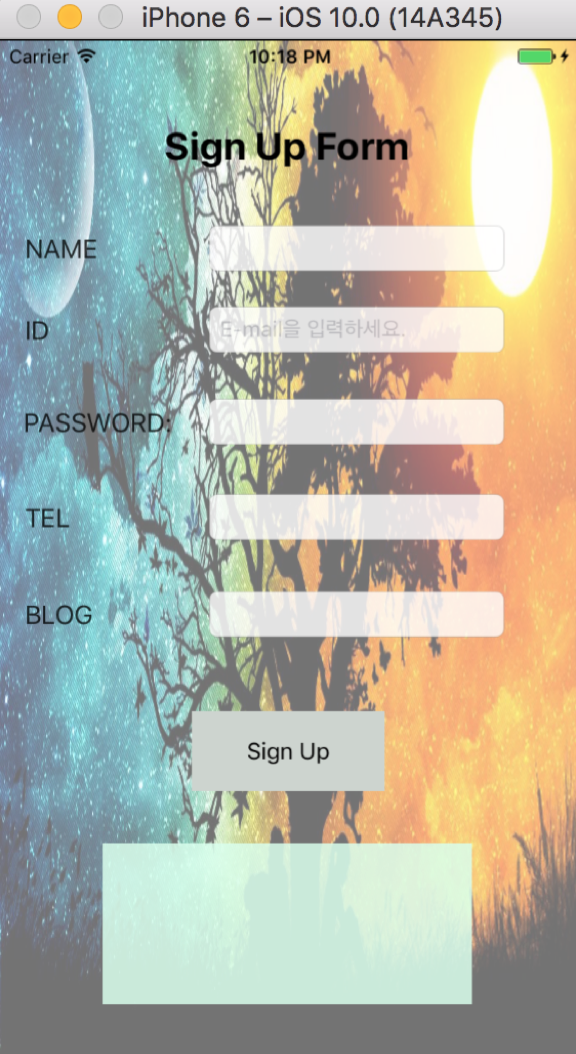 iPhone 6 – iOS 10.0 (14A345)
Carrier 10:18 PM
Sign Up Form
NAME
ID E-mail을 입력하세요.
PASSWORD:
TEL
BLOG
Sign Up